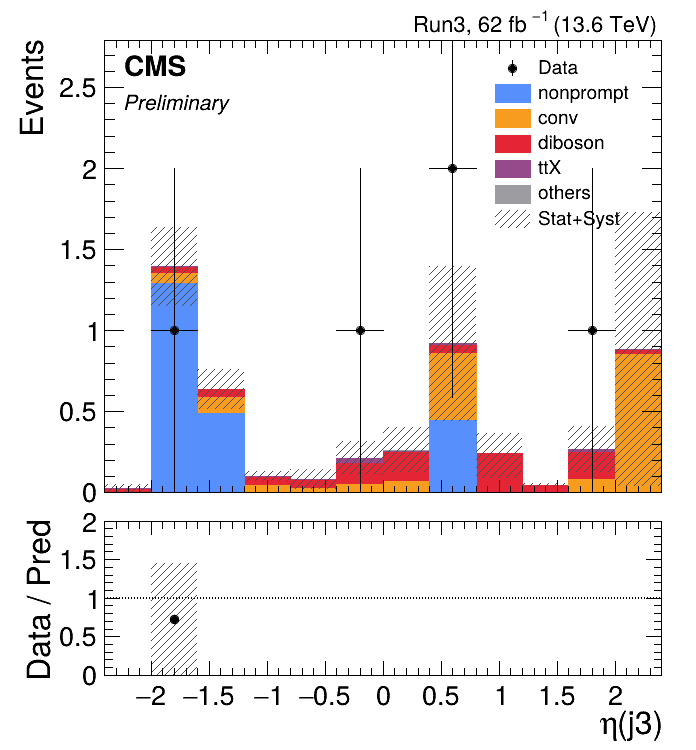 Run3, 62 fb⁻¹ (13.6 TeV)
CMS
Preliminary
Events
Data
nonprompt
conv
diboson
ttX
others
Stat+Syst
2.5
2
1.5
1
0.5
0
Data / Pred
2
1.5
1
0.5
0
−2 −1.5 −1 −0.5 0 0.5 1 1.5 2
η(j3)